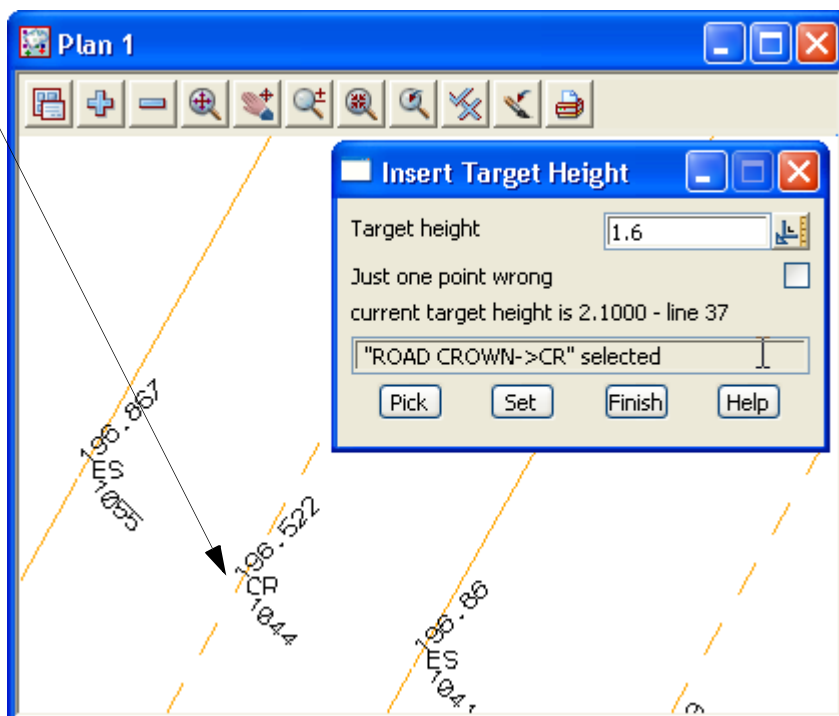 Plan 1
Insert Target Height
Target height 1.6
Just one point wrong
current target height is 2.1000 - line 37
"ROAD CROWN->CR" selected
Pick Set Finish Help
196.867
ES
1055
196.522
CR
1044
196.86
ES
1041